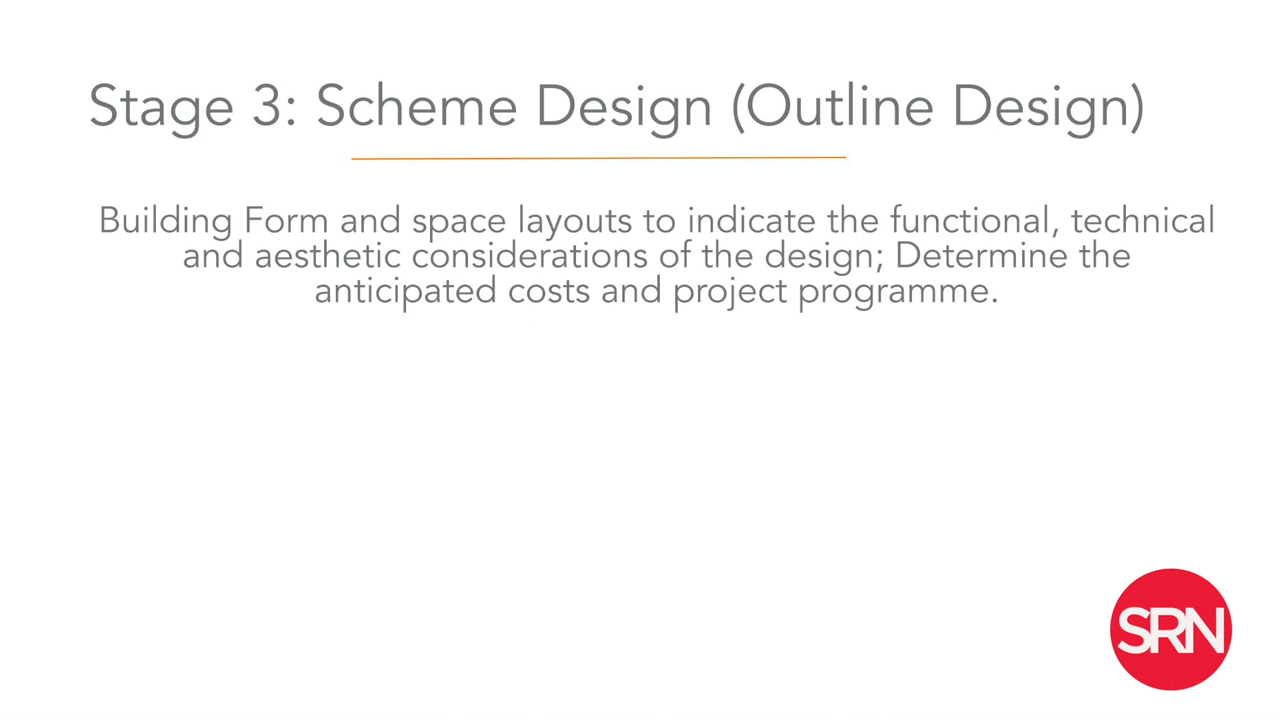 Stage 3: Scheme Design (Outline Design)
Building Form and space layouts to indicate the functional, technical
and aesthetic considerations of the design; Determine the
anticipated costs and project programme.
SRN